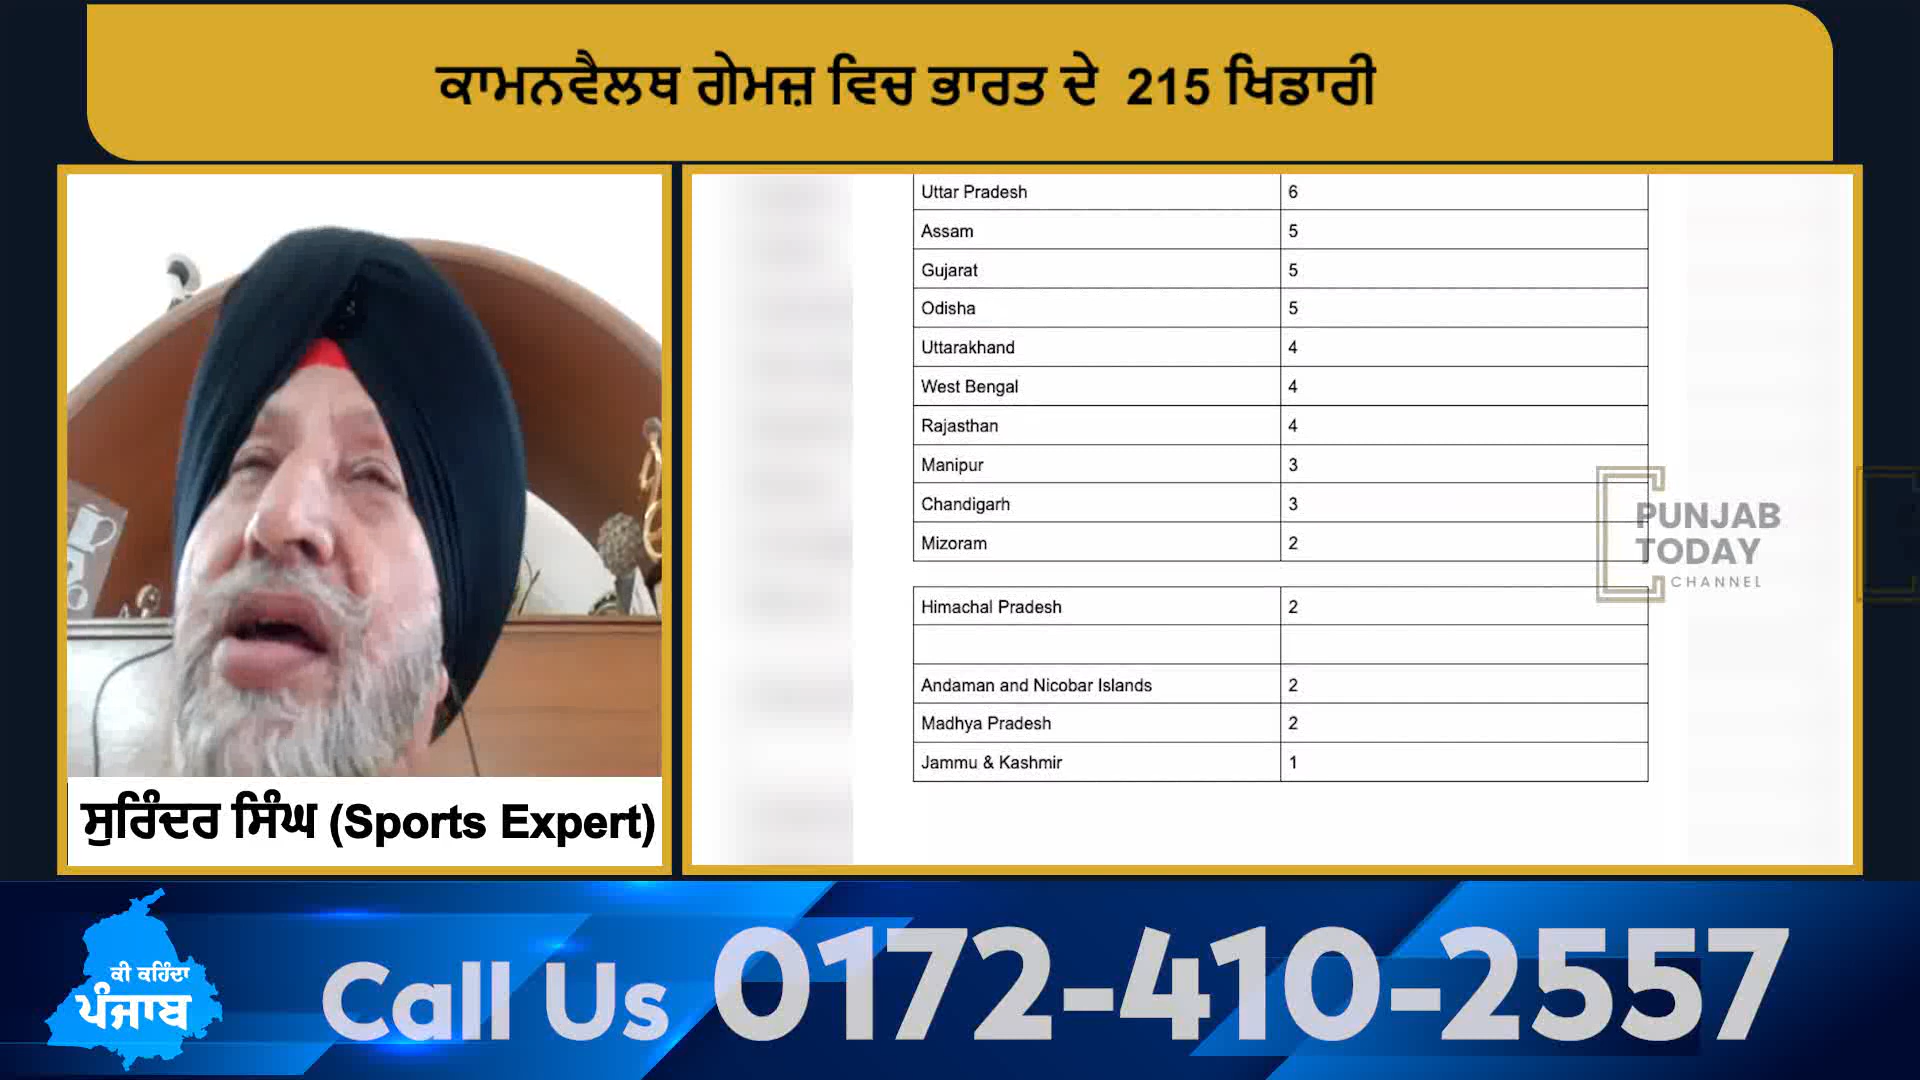 ਕਾਮਨਵੈਲਥ ਗੇਮਜ਼ ਵਿਚ ਭਾਰਤ ਦੇ 215 ਖਿਡਾਰੀ
Uttar Pradesh 6
Assam 5
Gujarat 5
Odisha 5
Uttarakhand 4
West Bengal 4
Rajasthan 4
Manipur 3
Chandigarh 3
Mizoram 2
Himachal Pradesh 2
Andaman and Nicobar Islands 2
Madhya Pradesh 2
Jammu & Kashmir 1
PUNJAB
TODAY
CHANNEL
ਸੁਰਿੰਦਰ ਸਿੰਘ (Sports Expert)
ਕੀ ਕਹਿੰਦਾ
ਪੰਜਾਬ
Call Us 0172-410-2557